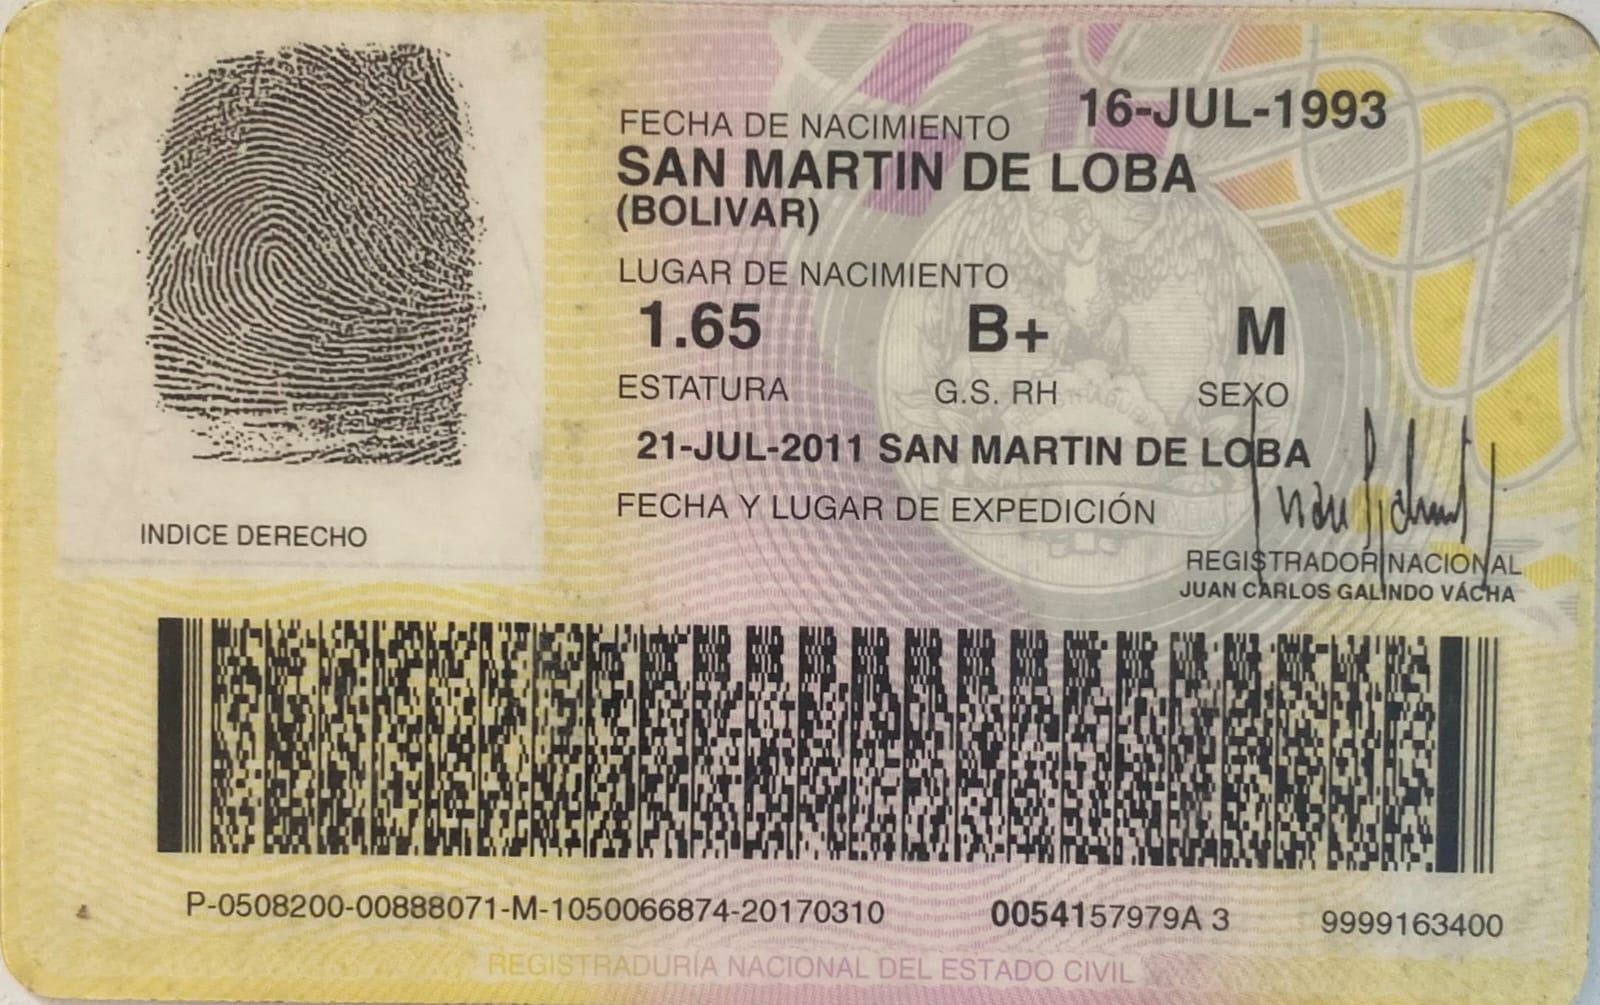 FECHA DE NACIMIENTO 16-JUL-1993
SAN MARTIN DE LOBA
(BOLIVAR)
LUGAR DE NACIMIENTO
1.65 B+ M
ESTATURA G.S. RH SEXO
21-JUL-2011 SAN MARTIN DE LOBA
FECHA Y LUGAR DE EXPEDICIÓN
INDICE DERECHO
REGISTRADOR NACIONAL
JUAN CARLOS GALINDO VÁCHA
P-0508200-00888071-M-1050066874-20170310 0054157979A 3 9999163400
REGISTRADURIA NACIONAL DEL ESTADO CIVIL